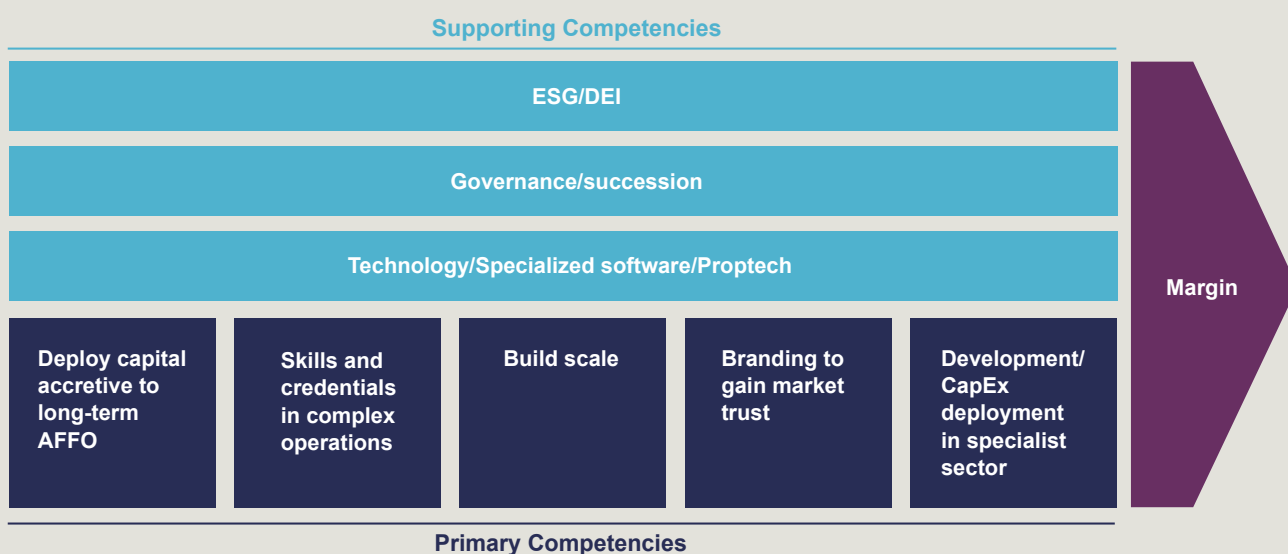 Supporting Competencies
ESG/DEI
Governance/succession
Technology/Specialized software/Proptech
Margin
Deploy capital
accretive to
long-term
AFFO
Skills and
credentials
in complex
operations
Build scale
Branding to
gain market
trust
Development/
CapEx
deployment
in specialist
sector
Primary Competencies